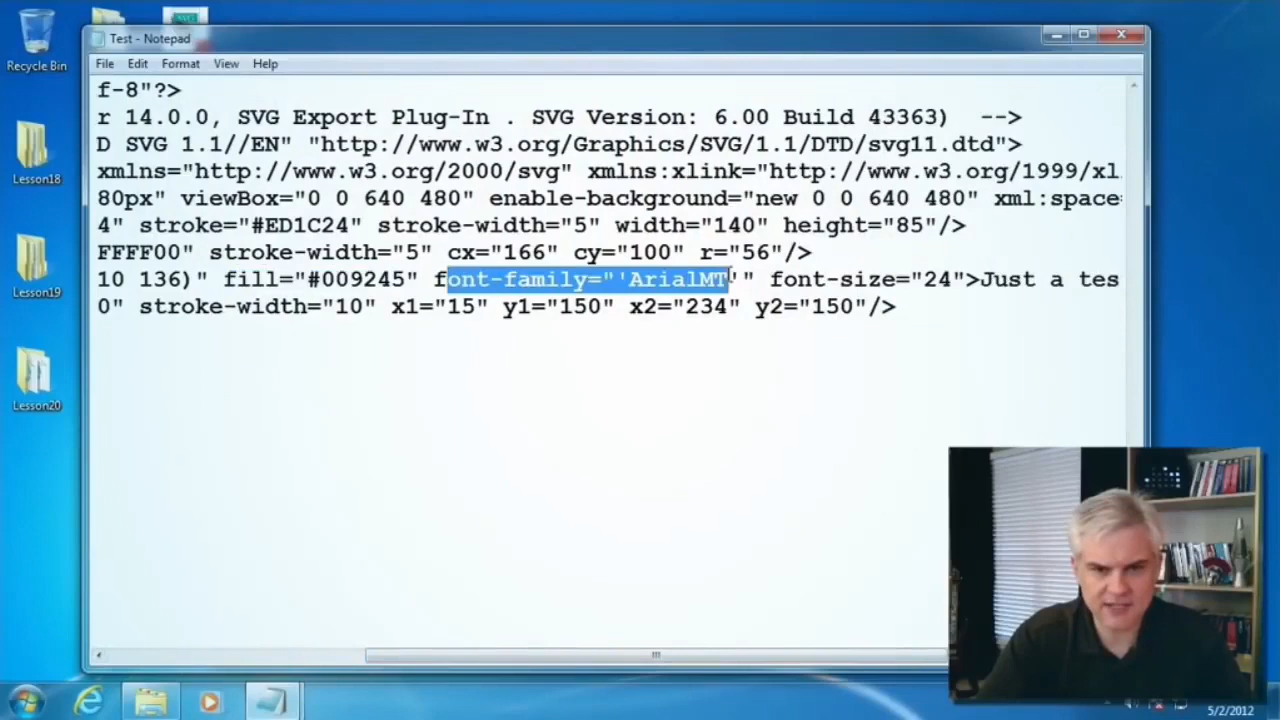 SVG
Recycle Bin
Test - Notepad
File Edit Format View Help
f-8"?>
r 14.0.0, SVG Export Plug-In . SVG Version: 6.00 Build 43363) -->
D SVG 1.1//EN" "http://www.w3.org/Graphics/SVG/1.1/DTD/svg11.dtd">
xmlns="http://www.w3.org/2000/svg" xmlns:xlink="http://www.w3.org/1999/xl
80px" viewBox="0 0 640 480" enable-background="new 0 0 640 480" xml:space=
4" stroke="#ED1C24" stroke-width="5" width="140" height="85"/>
FFFF00" stroke-width="5" cx="166" cy="100" r="56"/>
10 136)" fill="#009245" font-family="'ArialMT'" font-size="24">Just a tes
0" stroke-width="10" x1="15" y1="150" x2="234" y2="150"/>
Lesson18
Lesson19
Lesson20
5/2/2012